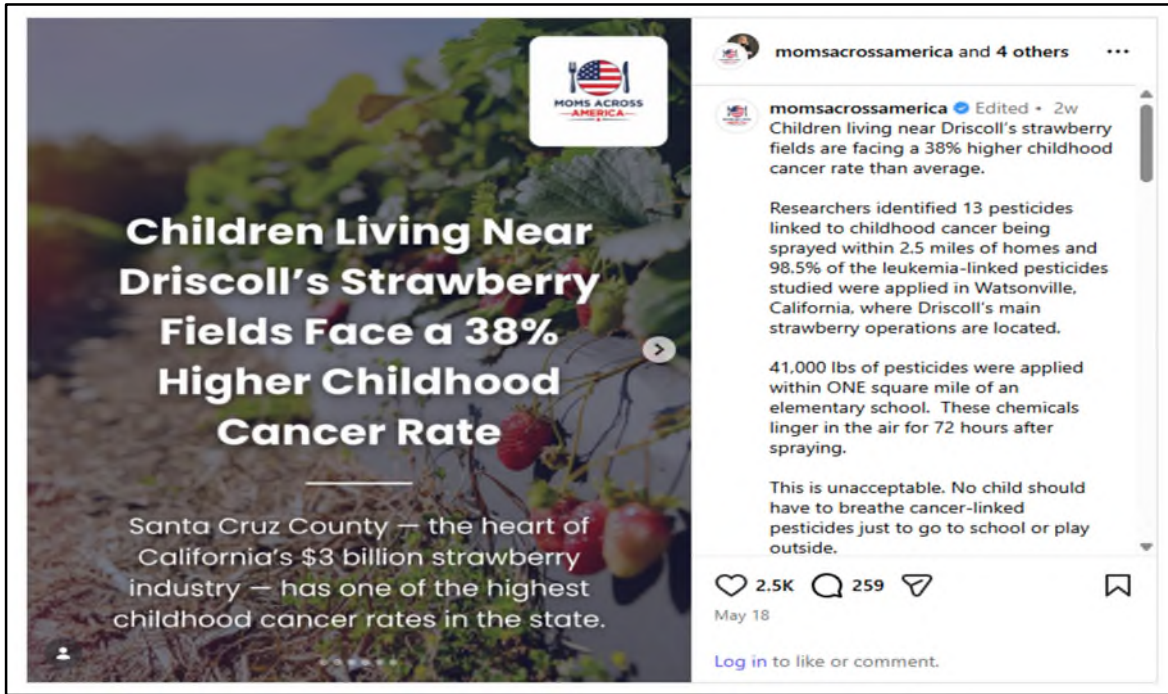 MOMS ACROSS
AMERICA
Children Living Near
Driscoll's Strawberry
Fields Face a 38%
Higher Childhood
Cancer Rate
Santa Cruz County — the heart of
California's $3 billion strawberry
industry — has one of the highest
childhood cancer rates in the state.
momsacrossamerica and 4 others
momsacrossamerica Edited • 2w
Children living near Driscoll's strawberry
fields are facing a 38% higher childhood
cancer rate than average.
Researchers identified 13 pesticides
linked to childhood cancer being
sprayed within 2.5 miles of homes and
98.5% of the leukemia-linked pesticides
studied were applied in Watsonville,
California, where Driscoll's main
strawberry operations are located.
41,000 lbs of pesticides were applied
within ONE square mile of an
elementary school. These chemicals
linger in the air for 72 hours after
spraying.
This is unacceptable. No child should
have to breathe cancer-linked
pesticides just to go to school or play
outside.
2.5K 259
May 18
Log in to like or comment.